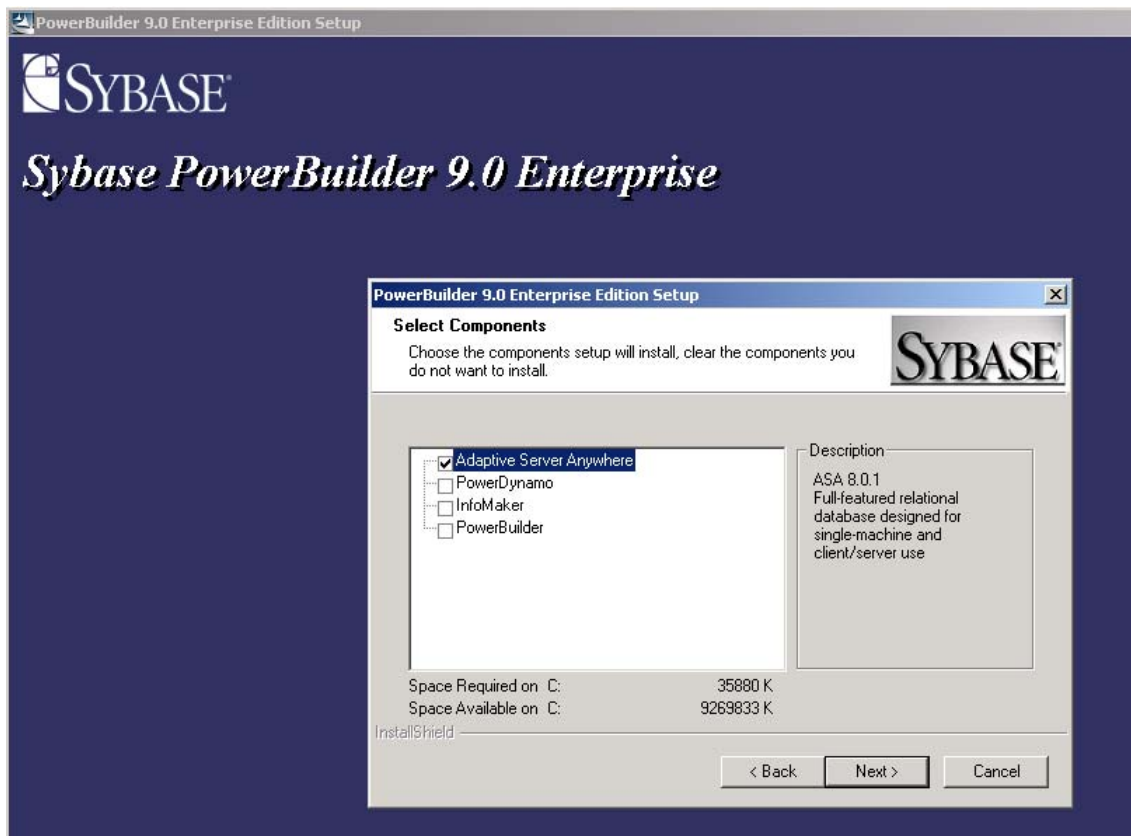 PowerBuilder 9.0 Enterprise Edition Setup
SYBASE®
Sybase PowerBuilder 9.0 Enterprise
PowerBuilder 9.0 Enterprise Edition Setup
Select Components
Choose the components setup will install, clear the components you
do not want to install.
SYBASE
Adaptive Server Anywhere
PowerDynamo
InfoMaker
PowerBuilder
Description
ASA 8.0.1
Full-featured relational
database designed for
single-machine and
client/server use
Space Required on C: 35880 K
Space Available on C: 9269833 K
InstallShield
< Back
Next >
Cancel